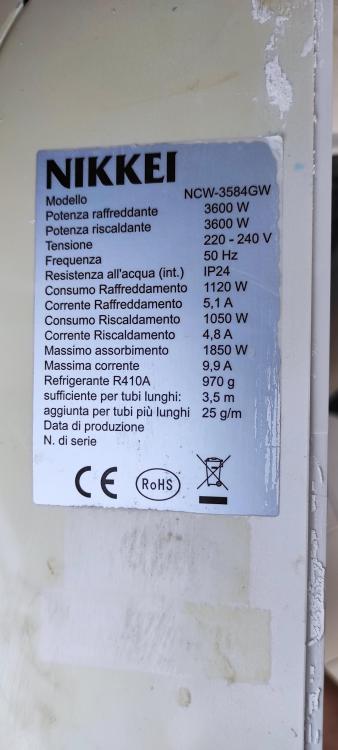 NIKKEI
Modello NCW-3584GW
Potenza raffreddante 3600 W
Potenza riscaldante 3600 W
Tensione 220 - 240 V
Frequenza 50 Hz
Resistenza all'acqua (int.) IP24
Consumo Raffreddamento 1120 W
Corrente Raffreddamento 5,1 A
Consumo Riscaldamento 1050 W
Corrente Riscaldamento 4,8 A
Massimo assorbimento 1850 W
Massima corrente 9,9 A
Refrigerante R410A 970 g
sufficiente per tubi lunghi: 3,5 m
aggiunta per tubi più lunghi 25 g/m
Data di produzione
N. di serie
CE RoHS